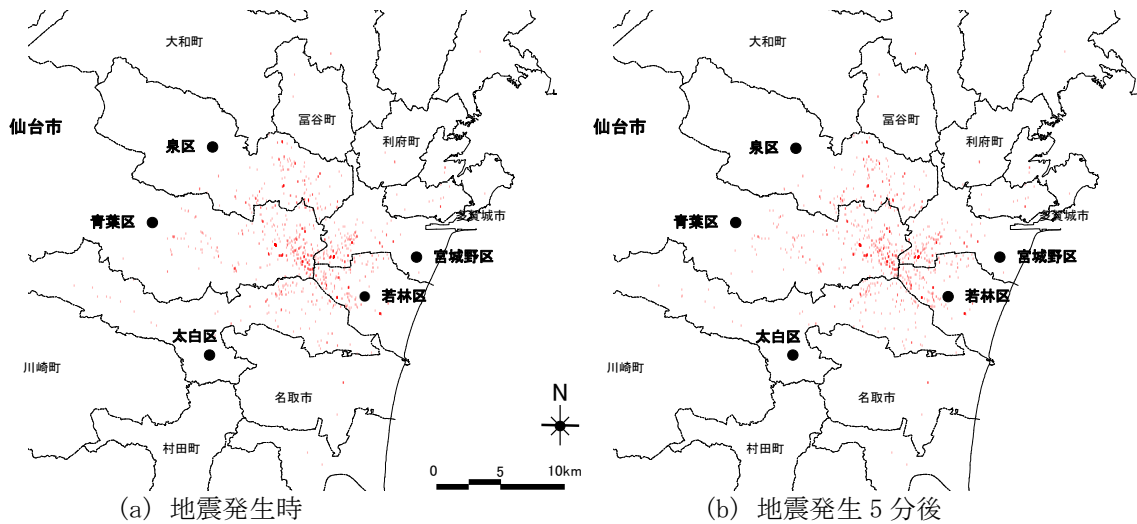 大和町
富谷町
仙台市
利府町
泉区
多賀城市
青葉区
宮城野区
若林区
太白区
川崎町
名取市
村田町
N
0 5 10km
(a) 地震発生時
大和町
富谷町
仙台市
利府町
泉区
多賀城市
青葉区
宮城野区
若林区
太白区
川崎町
名取市
村田町
(b) 地震発生5分後